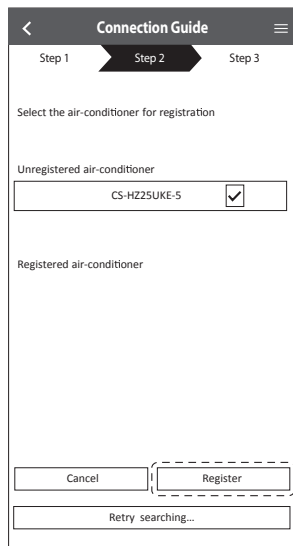 Connection Guide
Step 1 Step 2 Step 3
Select the air-conditioner for registration
Unregistered air-conditioner
CS-HZ25UKE-5
Registered air-conditioner
Cancel Register
Retry searching...